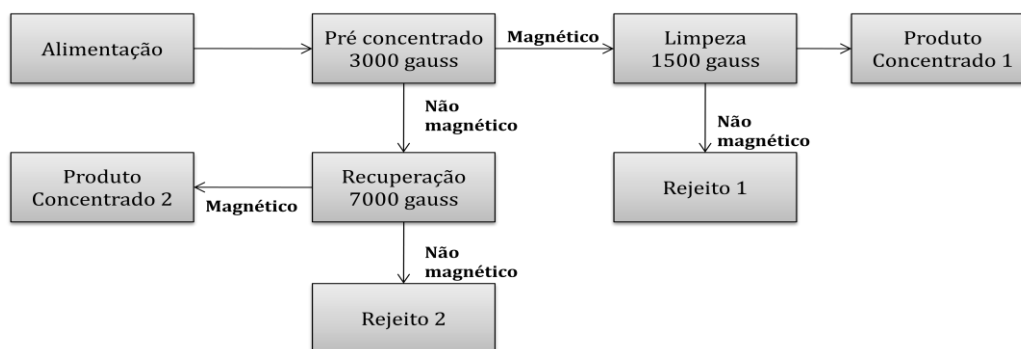 Alimentação
Pré concentrado
3000 gauss
Magnético
Limpeza
1500 gauss
Produto
Concentrado 1
Não
magnético
Não
magnético
Produto
Concentrado 2
Magnético
Recuperação
7000 gauss
Rejeito 1
Não
magnético
Rejeito 2